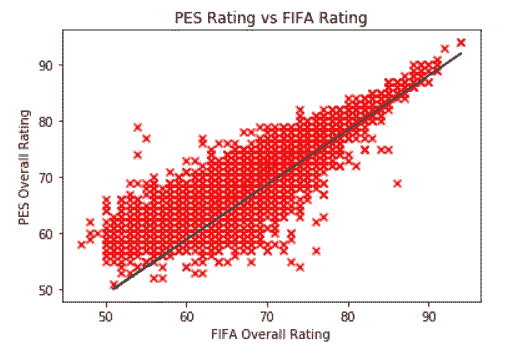 PES Rating vs FIFA Rating
PES Overall Rating
90
80
70
60
50
50 60 70 80 90
FIFA Overall Rating